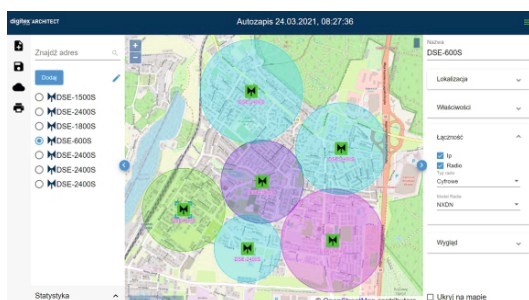 digitex ARCHITECT
Autozapis 24.03.2021, 08:27:36
Znajdź adres
Dodaj
DSE-1500S
DSE-2400S
DSE-1800S
DSE-600S
DSE-2400S
DSE-2400S
DSE-2400S
Statystyka
Nazwa
DSE-600S
Lokalizacja
Właściwości
Łączność
Ip
Radio
Typ radia
Cyfrowe
Model Radia
NXDN
Wygląd
Ukryj na mapie
© OpenStreetMap contributors